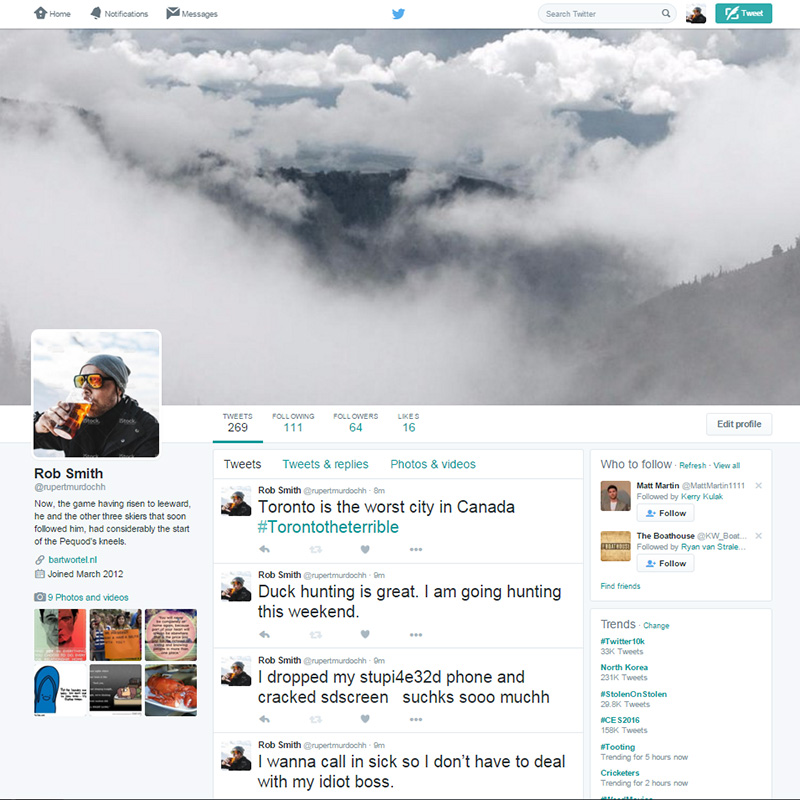 Home
Notifications
Messages
Search Twitter
Tweet
TWEETS
269
FOLLOWING
111
FOLLOWERS
64
LIKES
16
Edit profile
iStock
iStock
Rob Smith
@rupertmurdochh
Now, the game having risen to leeward,
he and the other three skiers that soon
followed him, had considerably the start
of the Pequod's kneels.
bartwortel.nl
Joined March 2012
9 Photos and videos
Tweets Tweets & replies Photos & videos
Rob Smith @rupertmurdochh · 8m
Toronto is the worst city in Canada
#Torontotheterrible
Rob Smith @rupertmurdochh · 9m
Duck hunting is great. I am going hunting
this weekend.
Rob Smith @rupertmurdochh · 9m
I dropped my stupi4e32d phone and
cracked sdscreen suchks sooo muchh
Rob Smith @rupertmurdochh · 9m
I wanna call in sick so I don't have to deal
with my idiot boss.
Who to follow · Refresh · View all
Matt Martin @MattMartin1111
Followed by Kerry Kulak
Follow
The Boathouse @KW_Boat...
Followed by Ryan van Strale...
Follow
Find friends
Trends · Change
#Twitter10k
33K Tweets
North Korea
231K Tweets
#StolenOnStolen
29.8K Tweets
#CES2016
158K Tweets
#Tooting
Trending for 5 hours now
Cricketers
Trending for 2 hours now